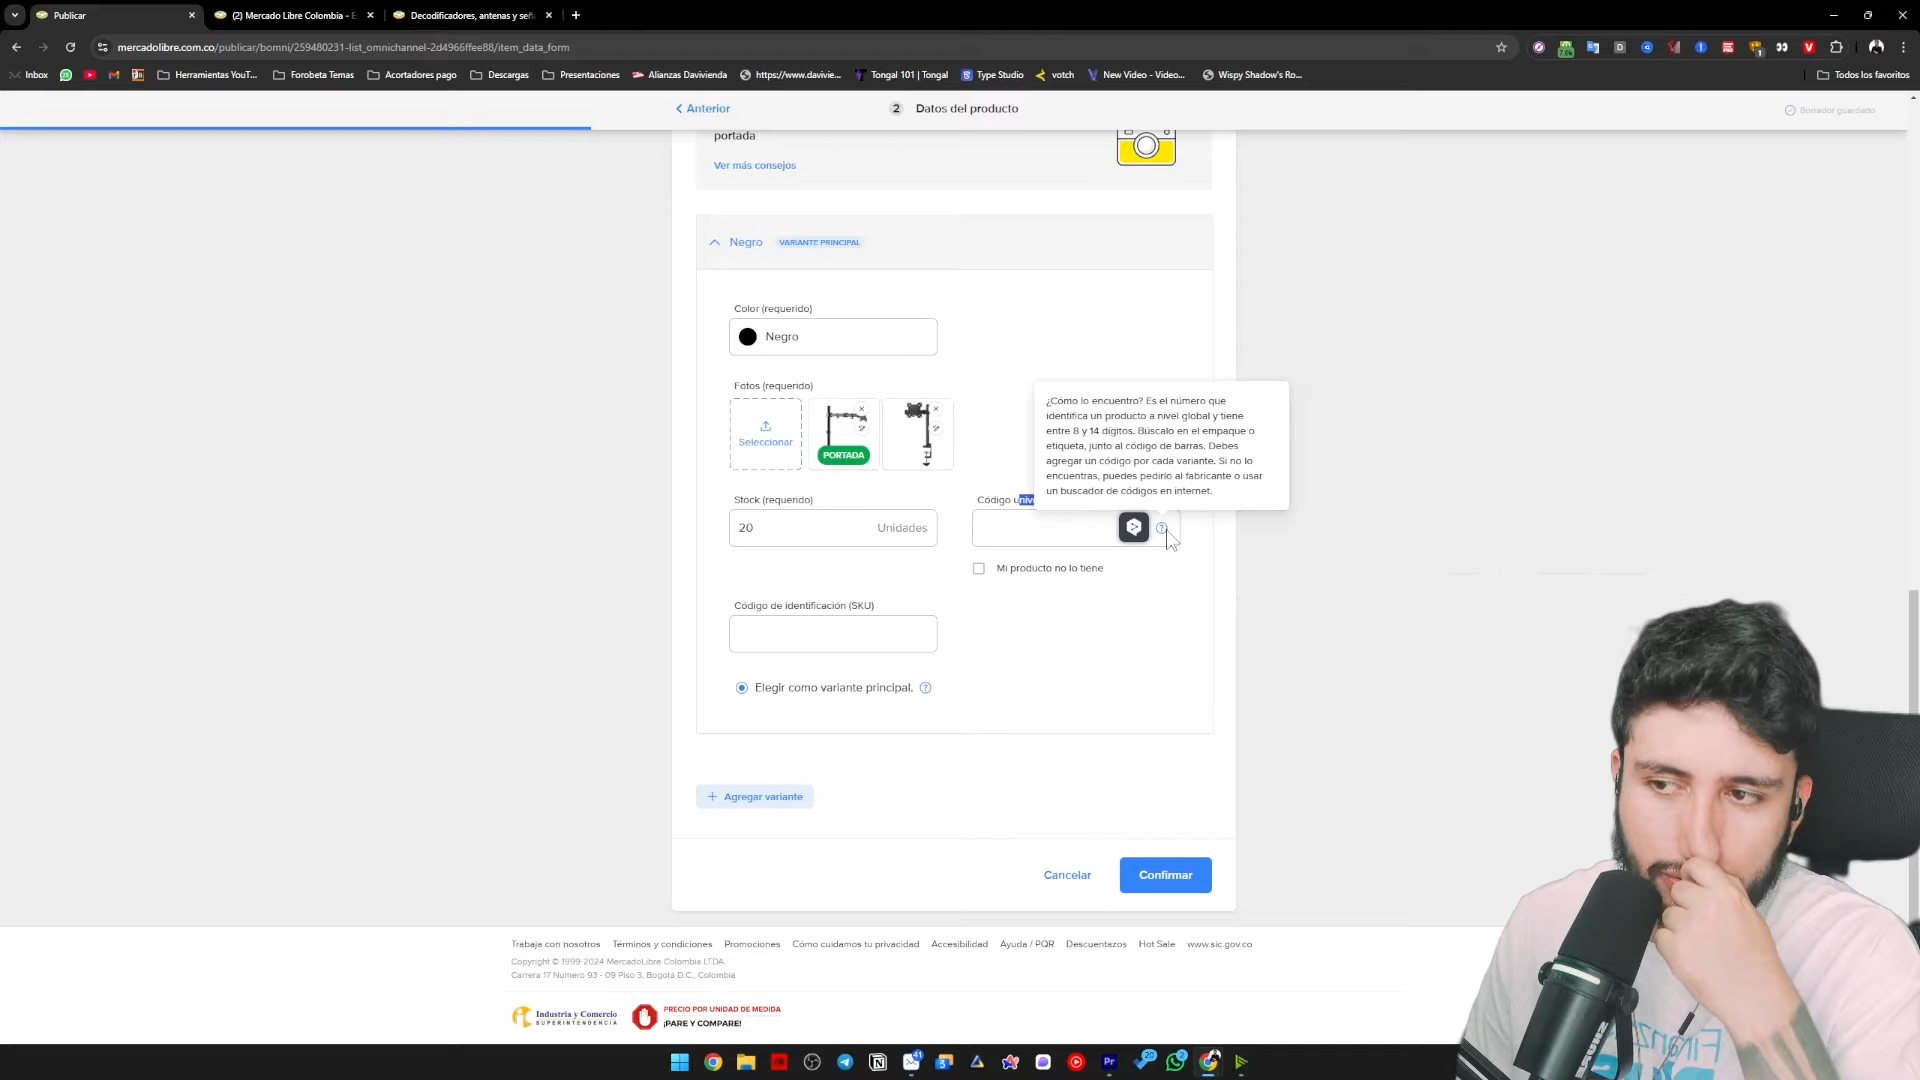 Publicar
(2) Mercado Libre Colombia - E
Decodificadores, antenas y seña
mercadolibre.com.co/publicar/bomni/259480231-list_omnichannel-2d4966ffee88/item_data_form
Inbox
Herramientas YouT...
Forobeta Temas
Acortadores pago
Descargas
Presentaciones
Alianzas Davivienda
https://www.davivie...
Tongal 101 | Tongal
Type Studio
votch
New Video - Video...
Wispy Shadow's Ro...
Todos los favoritos
Anterior
2 Datos del producto
Borrador guardado
portada
Ver más consejos
Negro VARIANTE PRINCIPAL
Color (requerido)
Negro
Fotos (requerido)
Seleccionar
PORTADA
¿Cómo lo encuentro? Es el número que
identifica un producto a nivel global y tiene
entre 8 y 14 dígitos. Búscalo en el empaque o
etiqueta, junto al código de barras. Debes
agregar un código por cada variante. Si no lo
encuentras, puedes pedirlo al fabricante o usar
un buscador de códigos en internet.
Stock (requerido)
20 Unidades
Código unive
Mi producto no lo tiene
Código de identificación (SKU)
Elegir como variante principal.
+ Agregar variante
Cancelar
Confirmar
Trabaja con nosotros Términos y condiciones Promociones Cómo cuidamos tu privacidad Accesibilidad Ayuda / PQR Descuentazos Hot Sale www.sic.gov.co
Copyright © 1999-2024 MercadoLibre Colombia LTDA.
Carrera 17 Numero 93 - 09 Piso 3, Bogotá D.C., Colombia
Industria y Comercio
SUPERINTENDENCIA
PRECIO POR UNIDAD DE MEDIDA
¡PARE Y COMPARE!